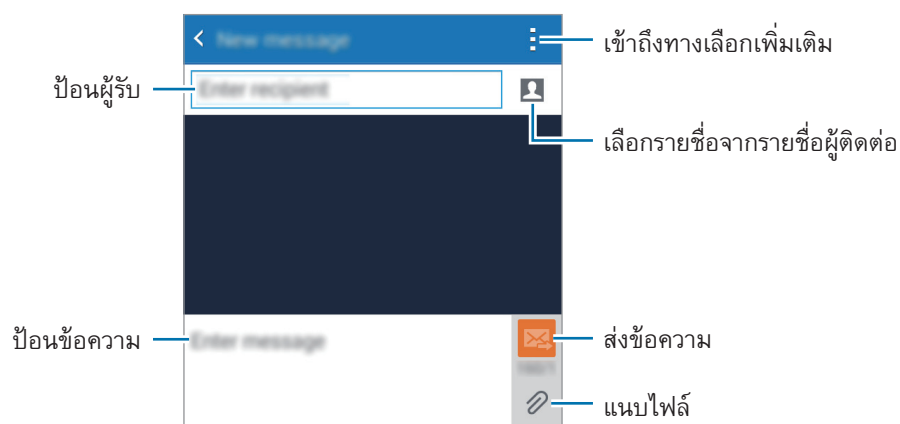 New message
เข้าถึงทางเลือกเพิ่มเติม
ป้อนผู้รับ
Enter recipient
เลือกรายชื่อจากรายชื่อผู้ติดต่อ
ป้อนข้อความ
Enter message
ส่งข้อความ
แนบไฟล์